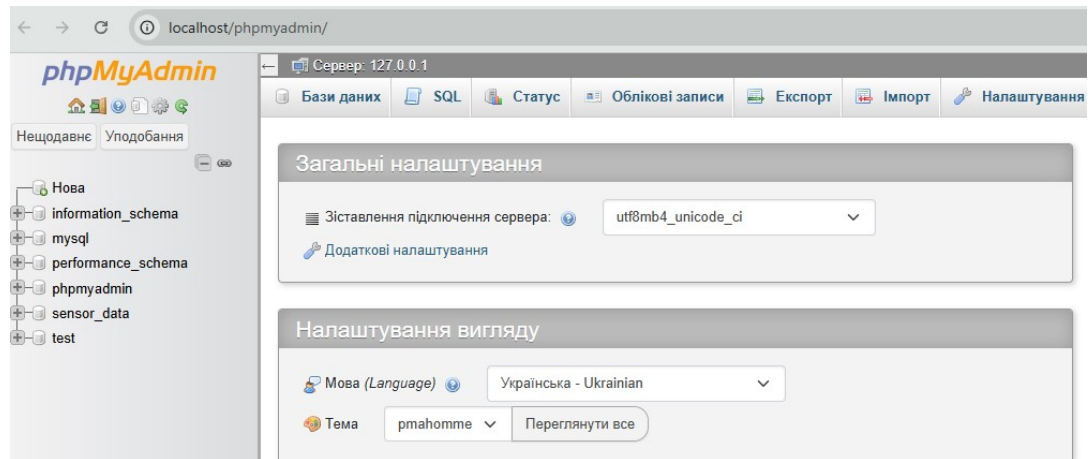 localhost/phpmyadmin/
phpMyAdmin
Нещодавнє Уподобання
Нова
information_schema
mysql
performance_schema
phpmyadmin
sensor_data
test
Сервер: 127.0.0.1
Бази даних SQL Статус Облікові записи Експорт Імпорт Налаштування
Загальні налаштування
Зіставлення підключення сервера: utf8mb4_unicode_ci
Додаткові налаштування
Налаштування вигляду
Мова (Language) Українська - Ukrainian
Тема pmahomme Переглянути все